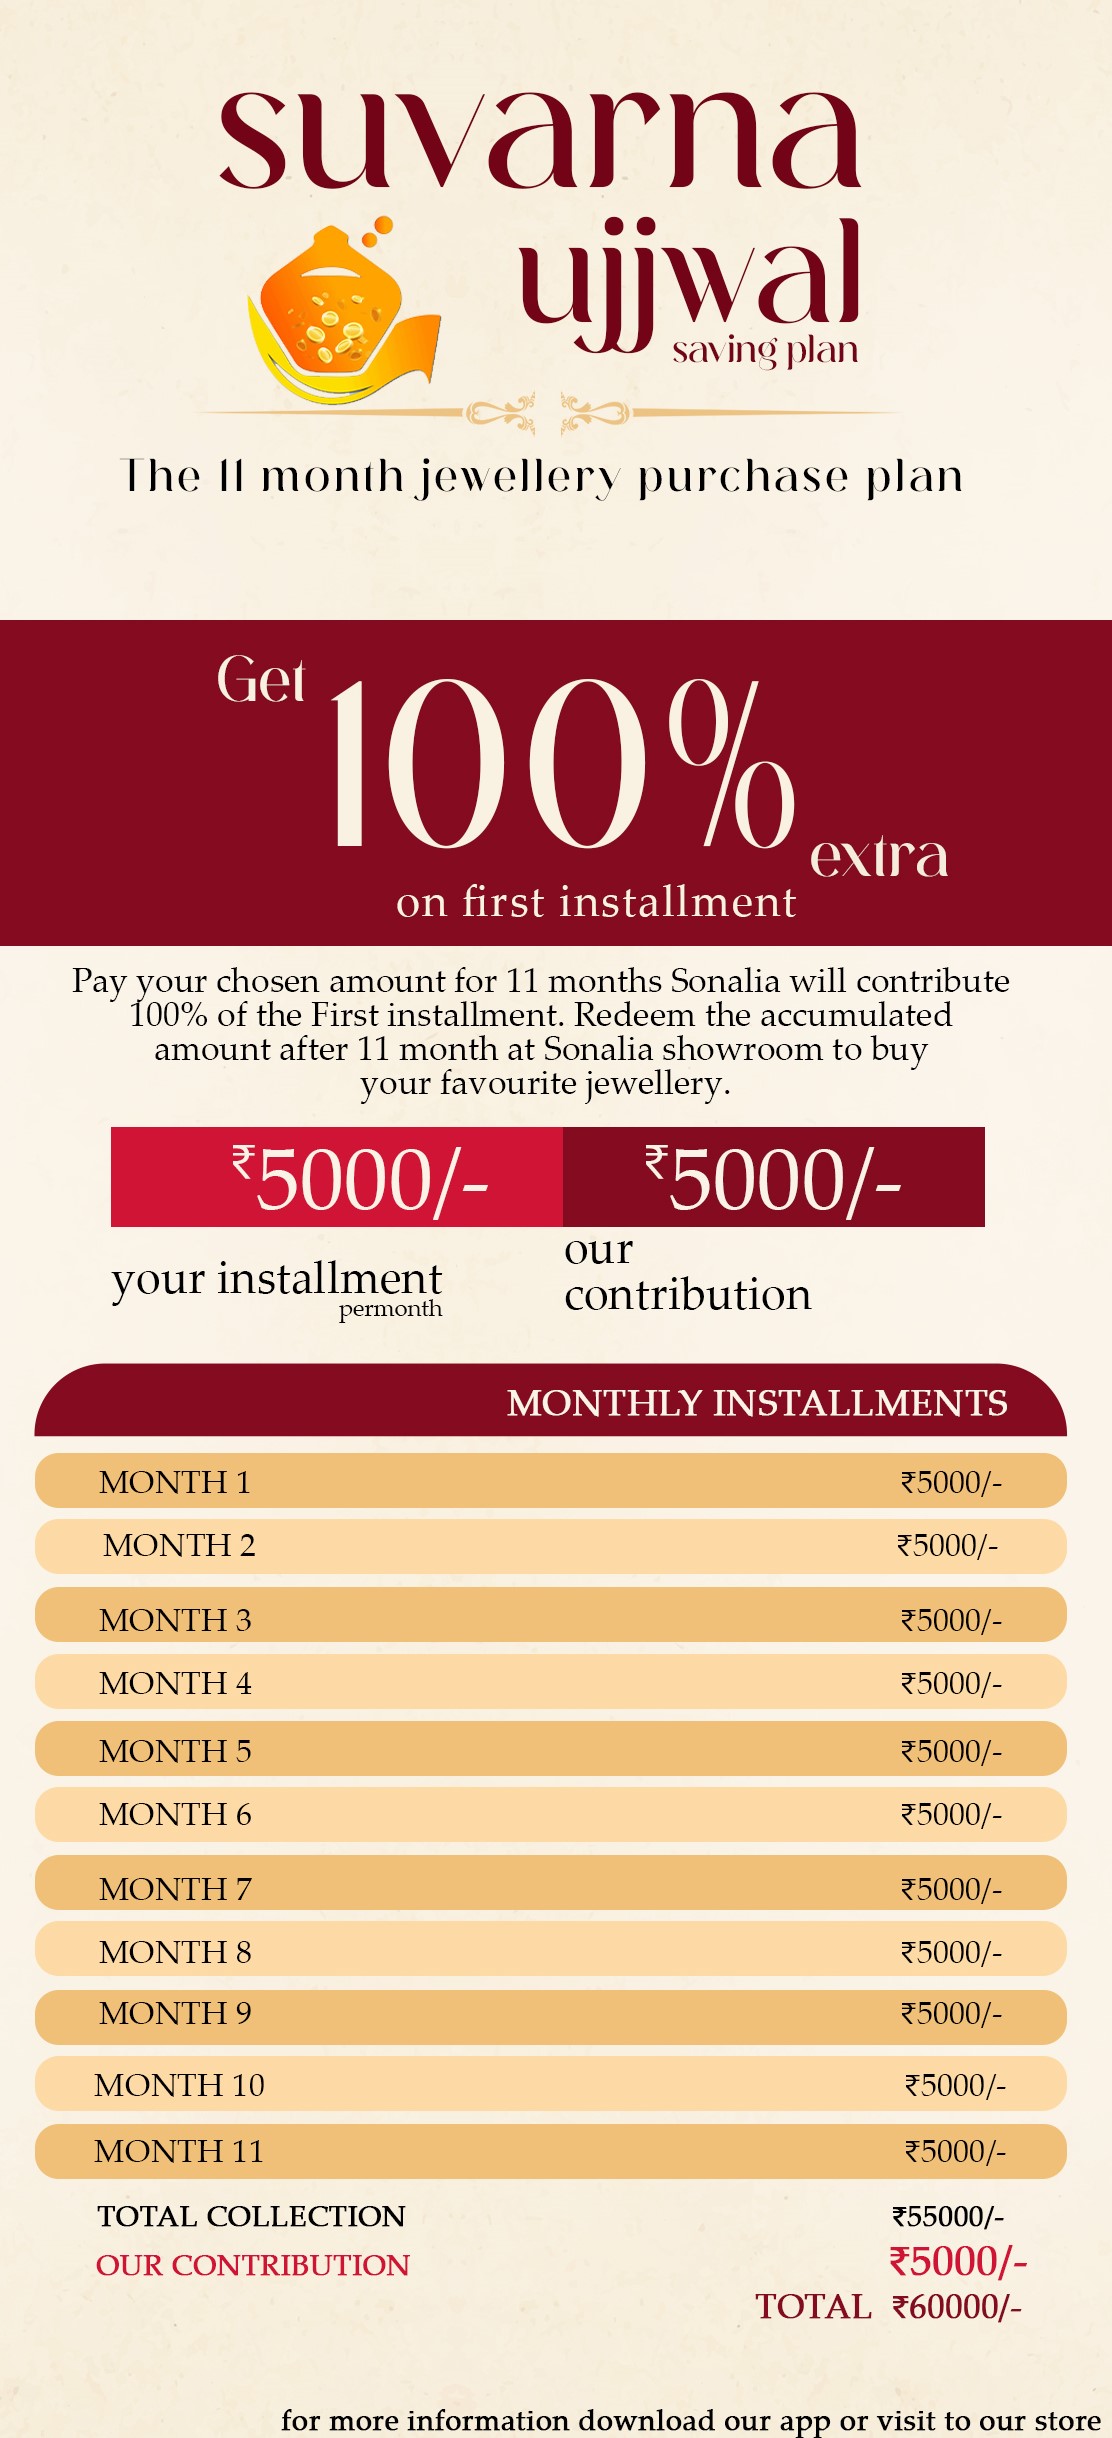 suvarna
ujjwal
saving plan
The 11 month jewellery purchase plan
Get
100%
extra
on first installment
Pay your chosen amount for 11 months Sonalia will contribute
100% of the First installment. Redeem the accumulated
amount after 11 month at Sonalia showroom to buy
your favourite jewellery.
₹5000/- ₹5000/-
your installment
permonth
our
contribution
MONTHLY INSTALLMENTS
MONTH 1 ₹5000/-
MONTH 2 ₹5000/-
MONTH 3 ₹5000/-
MONTH 4 ₹5000/-
MONTH 5 ₹5000/-
MONTH 6 ₹5000/-
MONTH 7 ₹5000/-
MONTH 8 ₹5000/-
MONTH 9 ₹5000/-
MONTH 10 ₹5000/-
MONTH 11 ₹5000/-
TOTAL COLLECTION ₹55000/-
OUR CONTRIBUTION ₹5000/-
TOTAL ₹60000/-
for more information download our app or visit to our store